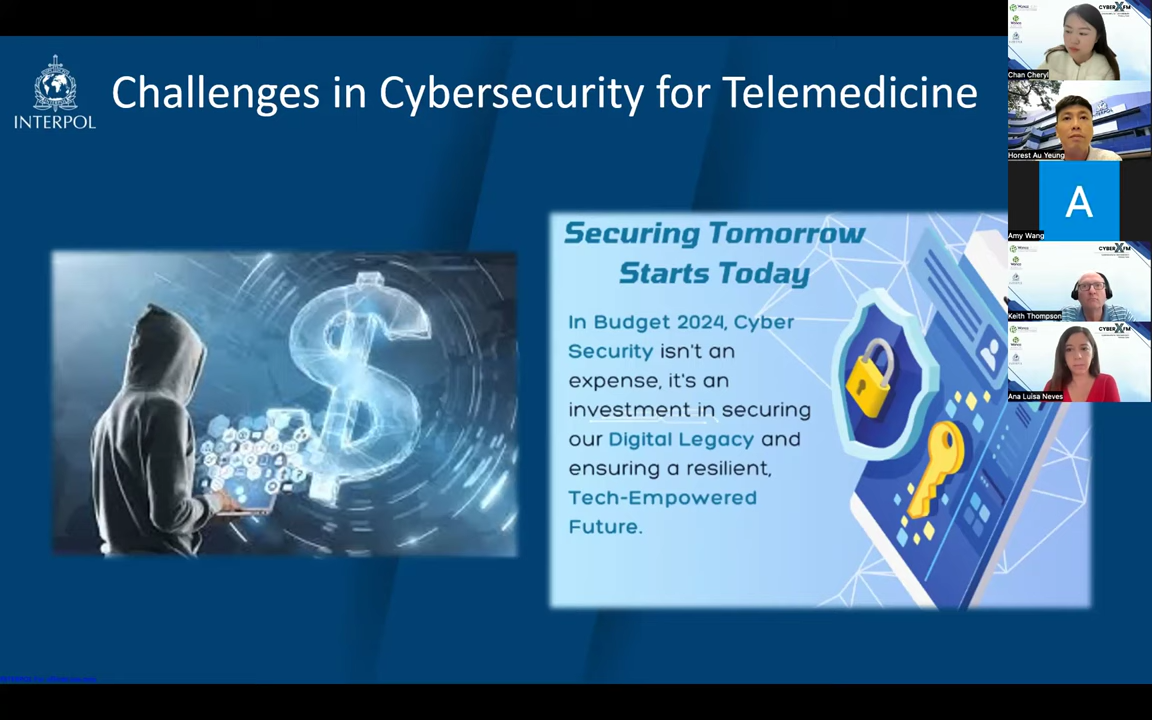 INTERPOL
Challenges in Cybersecurity for Telemedicine
Securing Tomorrow
Starts Today
In Budget 2024, Cyber
Security isn't an
expense, it's an
investment in securing
our Digital Legacy and
ensuring a resilient,
Tech-Empowered
Future.
Chan Cheryl
Horest Au Yeung
A
Amy Wang
Keith Thompson
Ana Luísa Neves